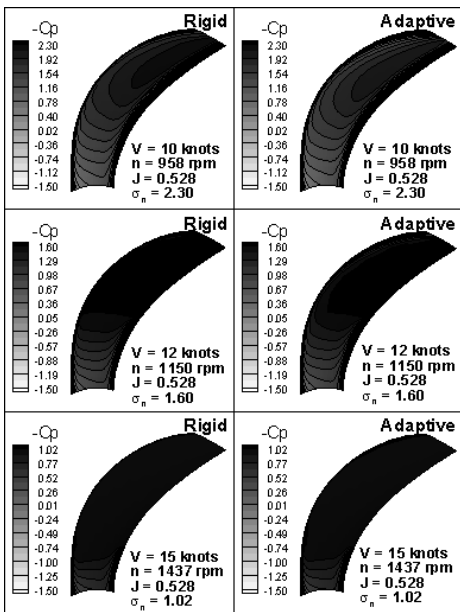 Rigid
-Cp
2.30
1.92
1.54
1.16
0.78
0.40
0.02
-0.36
-0.74
-1.12
-1.50
V = 10 knots
n = 958 rpm
J = 0.528
σn = 2.30
Adaptive
-Cp
2.30
1.92
1.54
1.16
0.78
0.40
0.02
-0.36
-0.74
-1.12
-1.50
V = 10 knots
n = 958 rpm
J = 0.528
σn = 2.30
Rigid
-Cp
1.60
1.29
0.98
0.67
0.36
0.05
-0.26
-0.57
-0.88
-1.19
-1.50
V = 12 knots
n = 1150 rpm
J = 0.528
σn = 1.60
Adaptive
-Cp
1.60
1.29
0.98
0.67
0.36
0.05
-0.26
-0.57
-0.88
-1.19
-1.50
V = 12 knots
n = 1150 rpm
J = 0.528
σn = 1.60
Rigid
-Cp
1.02
0.77
0.52
0.26
0.01
-0.24
-0.49
-0.74
-1.00
-1.25
-1.50
V = 15 knots
n = 1437 rpm
J = 0.528
σn = 1.02
Adaptive
-Cp
1.02
0.77
0.52
0.26
0.01
-0.24
-0.49
-0.74
-1.00
-1.25
-1.50
V = 15 knots
n = 1437 rpm
J = 0.528
σn = 1.02